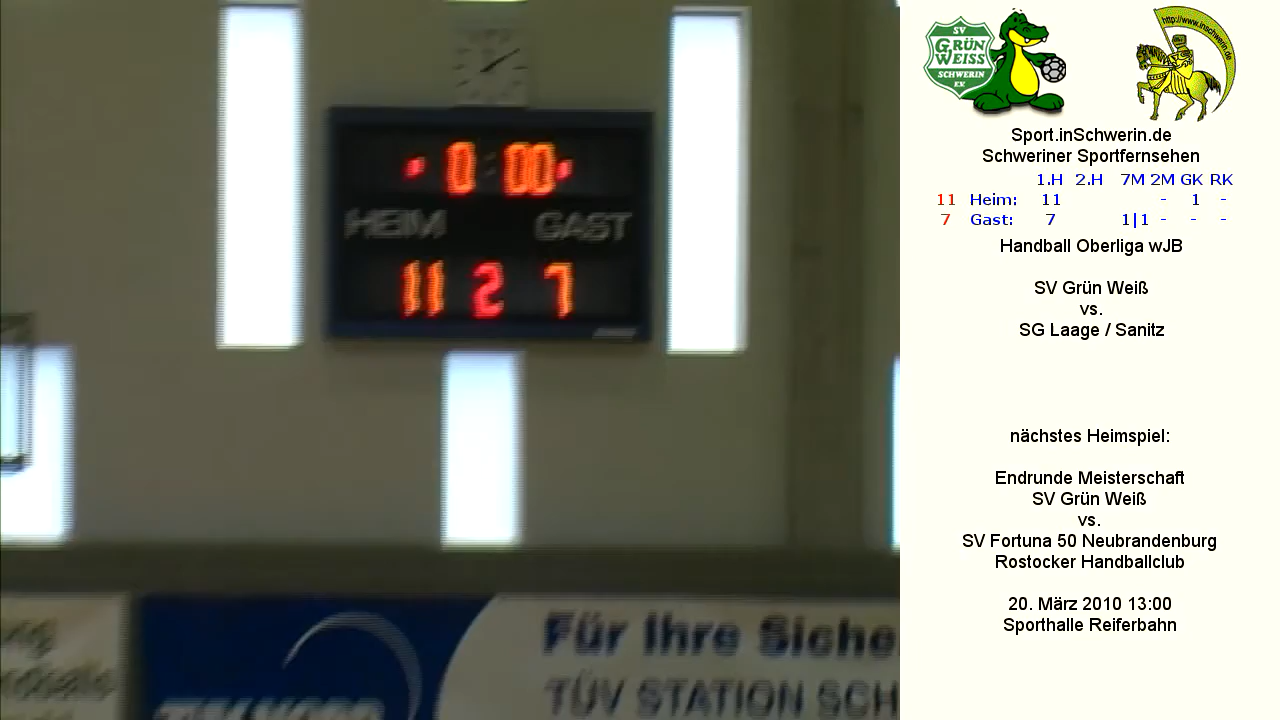 0:00
HEIM GAST
11 2 7
Für Ihre Siche
TÜV STATION SCH
SV
GRÜN
WEISS
SCHWERIN
E.V.
http://www.inschwerin.de
Sport.inSchwerin.de
Schweriner Sportfernsehen
1.H 2.H 7M 2M GK RK
11 Heim: 11 - 1 -
7 Gast: 7 1|1 - - -
Handball Oberliga wJB
SV Grün Weiß
vs.
SG Laage / Sanitz
nächstes Heimspiel:
Endrunde Meisterschaft
SV Grün Weiß
vs.
SV Fortuna 50 Neubrandenburg
Rostocker Handballclub
20. März 2010 13:00
Sporthalle Reiferbahn